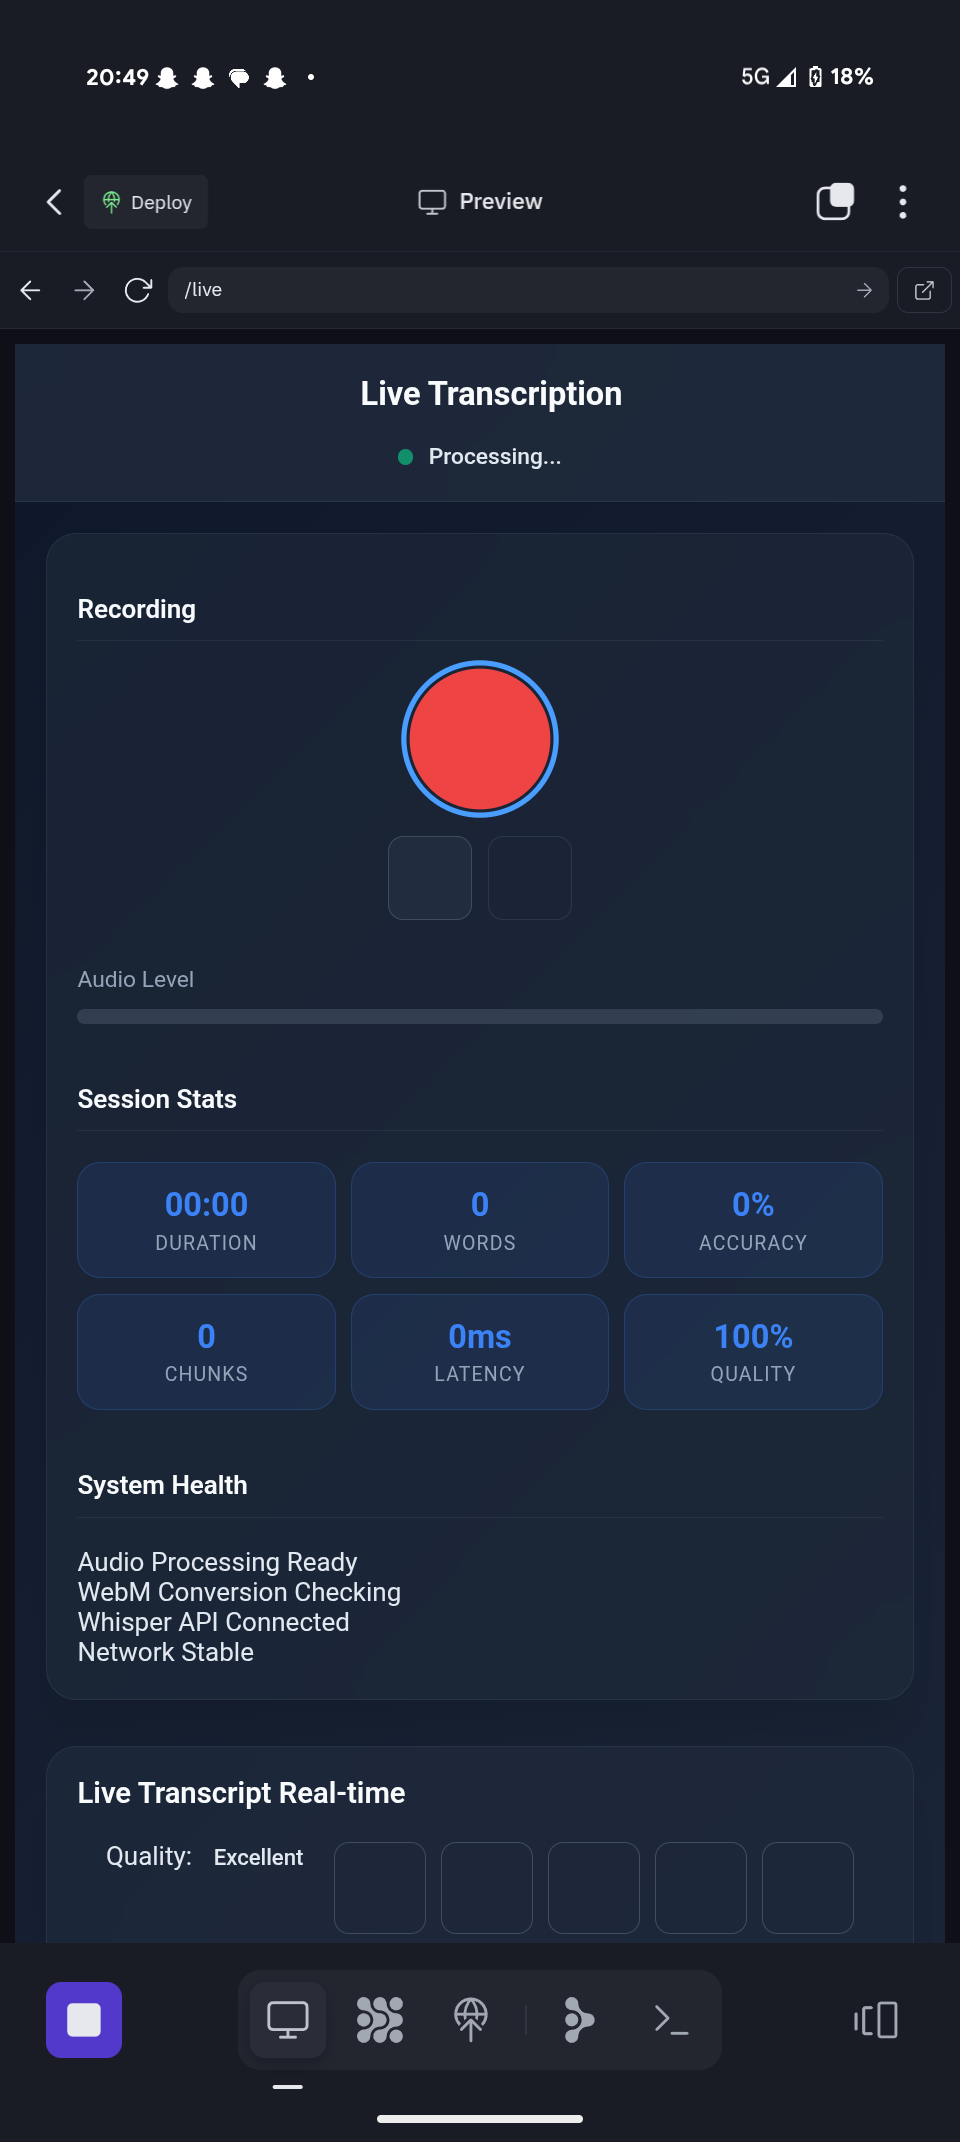 20:49
5G 18%
Deploy
Preview
/live
Live Transcription
Processing...
Recording
Audio Level
Session Stats
00:00
DURATION
0
WORDS
0%
ACCURACY
0
CHUNKS
0ms
LATENCY
100%
QUALITY
System Health
Audio Processing Ready
WebM Conversion Checking
Whisper API Connected
Network Stable
Live Transcript Real-time
Quality: Excellent